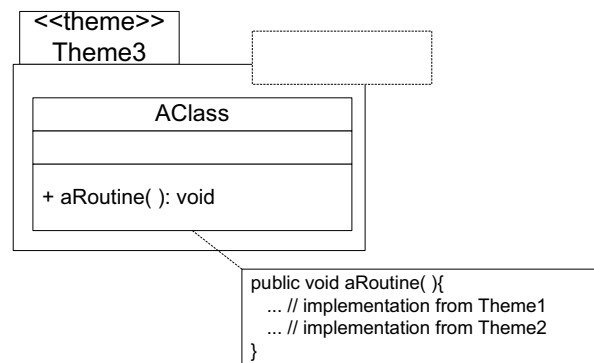 <<theme>>
Theme3
AClass
+ aRoutine( ): void
public void aRoutine( ){
... // implementation from Theme1
... // implementation from Theme2
}